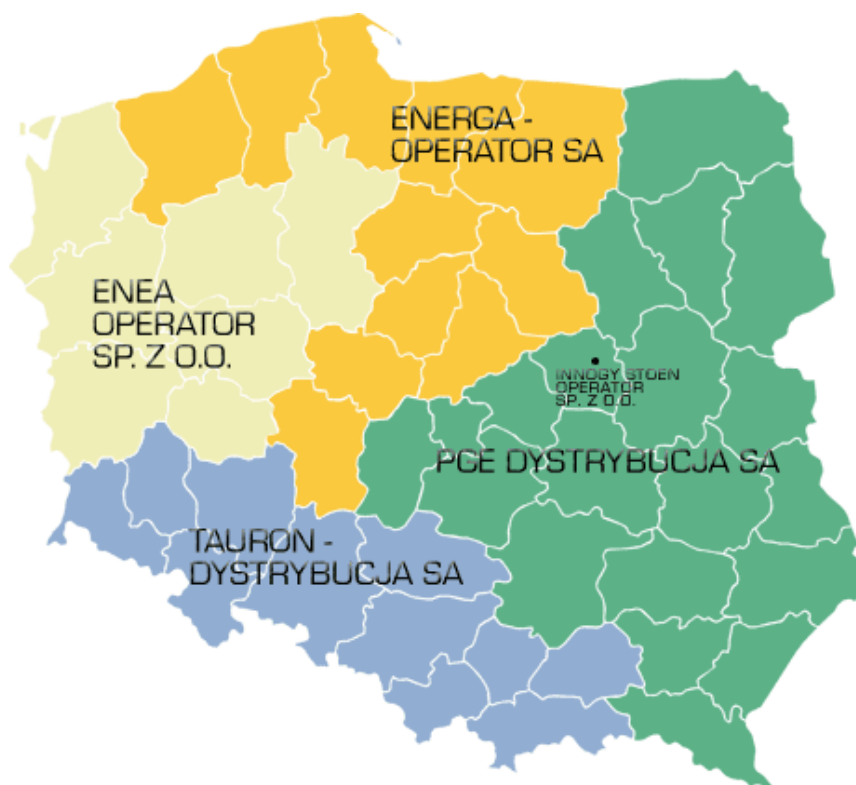 ENERGA -
OPERATOR SA
ENEA
OPERATOR
SP. Z O.O.
INNOGY STOEN
OPERATOR
SP. Z O.O.
PGE DYSTRYBUCJA SA
TAURON -
DYSTRYBUCJA SA